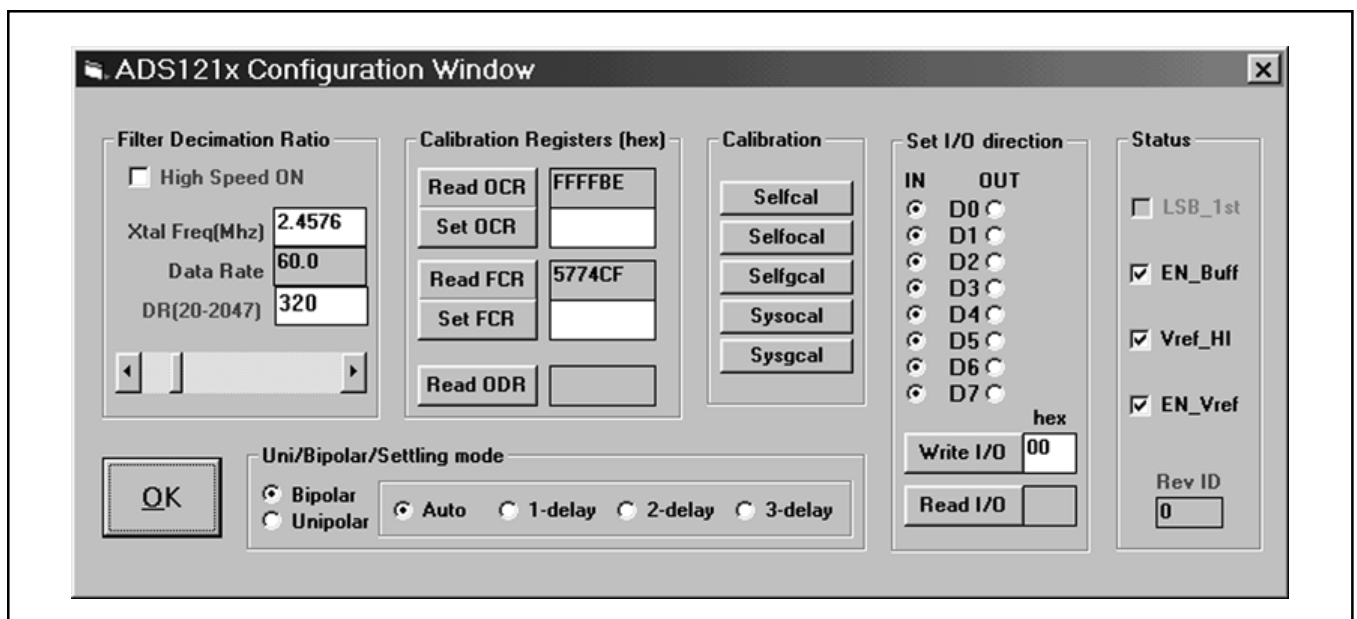 ADS121x Configuration Window
Filter Decimation Ratio
High Speed ON
Xtal Freq(Mhz) 2.4576
Data Rate 60.0
DR(20-2047) 320
Calibration Registers (hex)
Read OCR FFFFBE
Set OCR
Read FCR 5774CF
Set FCR
Read ODR
Calibration
Selfcal
Selfocal
Selfgcal
Sysocal
Sysgcal
Set I/O direction
IN OUT
D0
D1
D2
D3
D4
D5
D6
D7
hex
Write I/O 00
Read I/O
Status
LSB_1st
EN_Buff
Vref_HI
EN_Vref
Rev ID
0
OK
Uni/Bipolar/Settling mode
Bipolar
Unipolar
Auto 1-delay 2-delay 3-delay